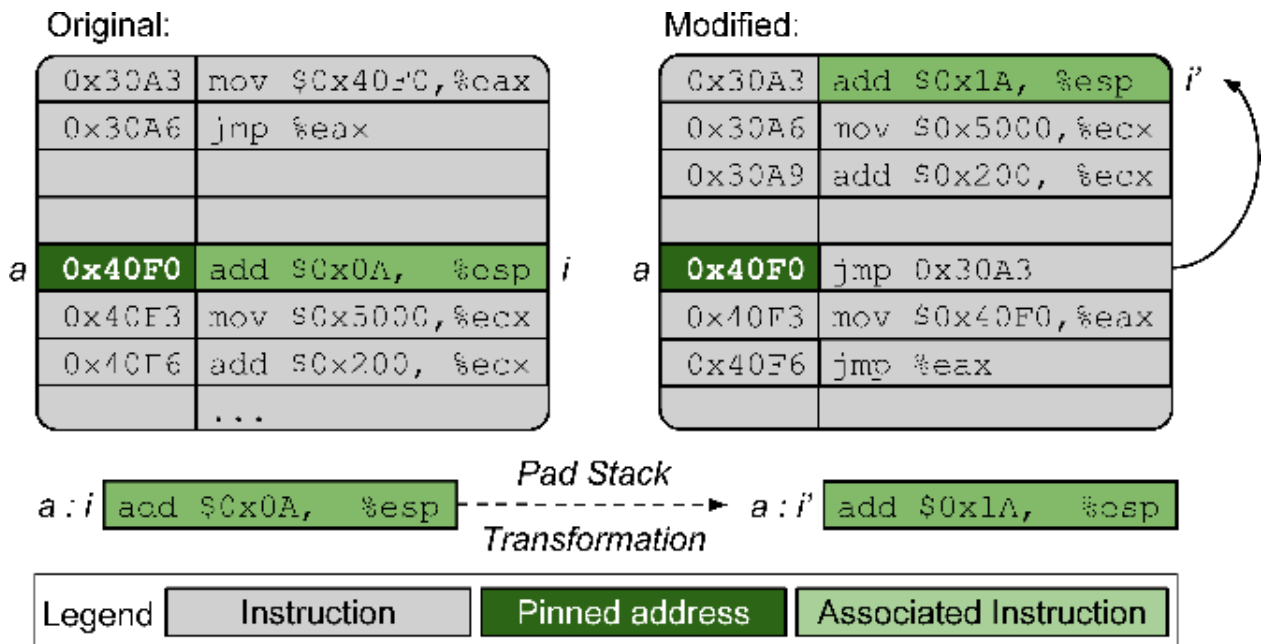 Original:
0x30A3 mov $0x40F0,%eax
0x30A6 jmp %eax
a 0x40F0 add $0x0A, %esp i
0x40F3 mov $0x5000,%ecx
0x40F6 add $0x200, %ecx
...
Modified:
0x30A3 add $0x1A, %esp i’
0x30A6 mov $0x5000,%ecx
0x30A9 add $0x200, %ecx
a 0x40F0 jmp 0x30A3
0x40F3 mov $0x40F0,%eax
0x40F6 jmp %eax
a : i add $0x0A, %esp
Pad Stack
Transformation
a : i’ add $0x1A, %esp
Legend Instruction Pinned address Associated Instruction